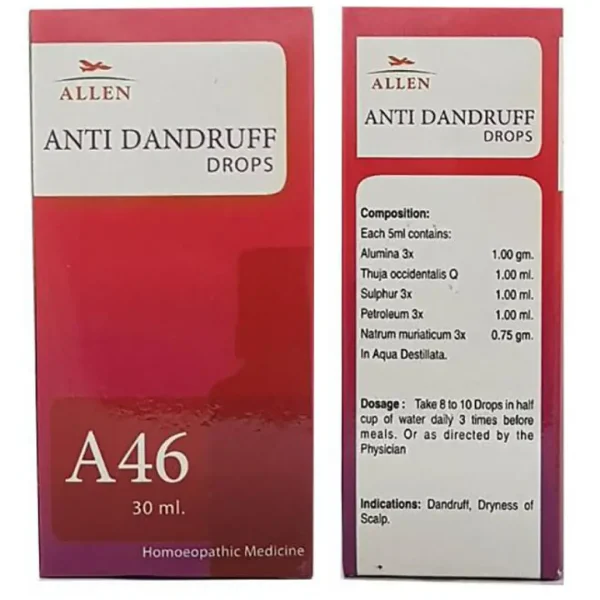 ALLEN
ANTI DANDRUFF
DROPS
A46
30 ml.
Homoeopathic Medicine
ALLEN
ANTI DANDRUFF
DROPS
Composition:
Each 5ml contains:
Alumina 3x 1.00 gm.
Thuja occidentalis Q 1.00 ml.
Sulphur 3x 1.00 ml.
Petroleum 3x 1.00 ml.
Natrum muriaticum 3x 0.75 gm.
In Aqua Destillata.
Dosage : Take 8 to 10 Drops in half
cup of water daily 3 times before
meals. Or as directed by the
Physician
Indications: Dandruff, Dryness of
Scalp.